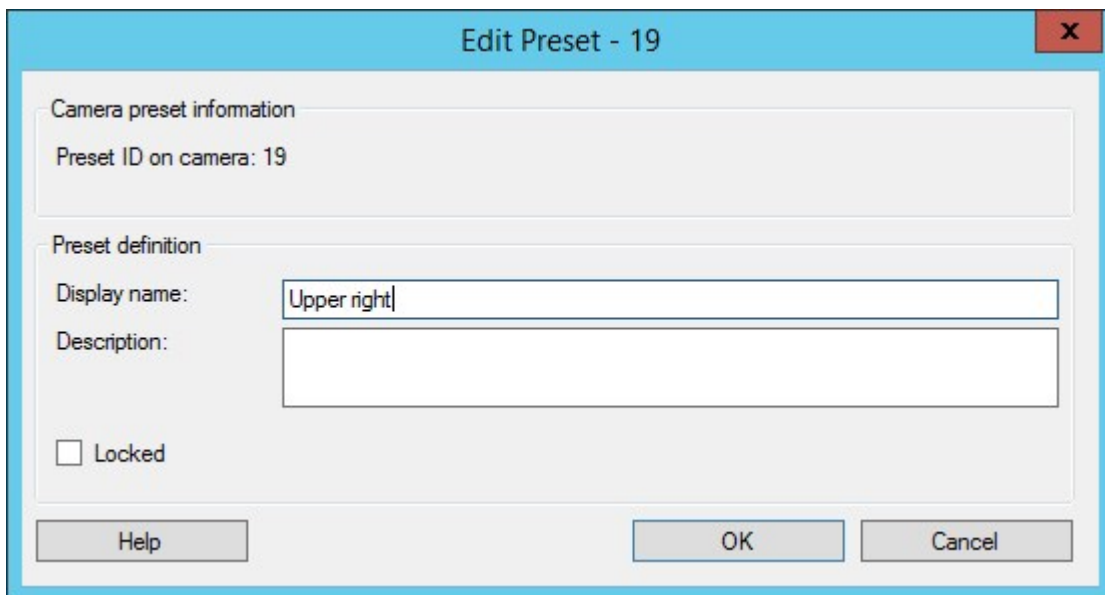 Edit Preset - 19
x
Camera preset information
Preset ID on camera: 19
Preset definition
Display name: Upper right
Description:
Locked
Help OK Cancel